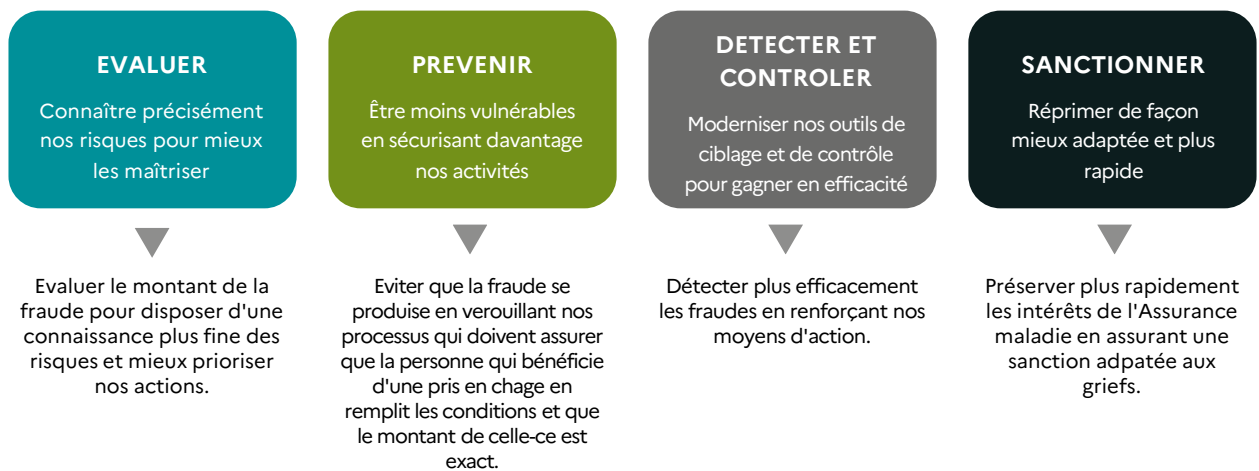 EVALUER
Connaître précisément
nos risques pour mieux
les maîtriser
Evaluer le montant de la
fraude pour disposer d'une
connaissance plus fine des
risques et mieux prioriser
nos actions.
PREVENIR
Être moins vulnérables
en sécurisant davantage
nos activités
Eviter que la fraude se
produise en verouillant nos
processus qui doivent assurer
que la personne qui bénéficie
d'une pris en chage en
remplit les conditions et que
le montant de celle-ce est
exact.
DETECTER ET
CONTROLER
Moderniser nos outils de
ciblage et de contrôle
pour gagner en efficacité
Détecter plus efficacement
les fraudes en renforçant nos
moyens d'action.
SANCTIONNER
Réprimer de façon
mieux adaptée et plus
rapide
Préserver plus rapidement
les intérêts de l'Assurance
maladie en assurant une
sanction adpatée aux
griefs.